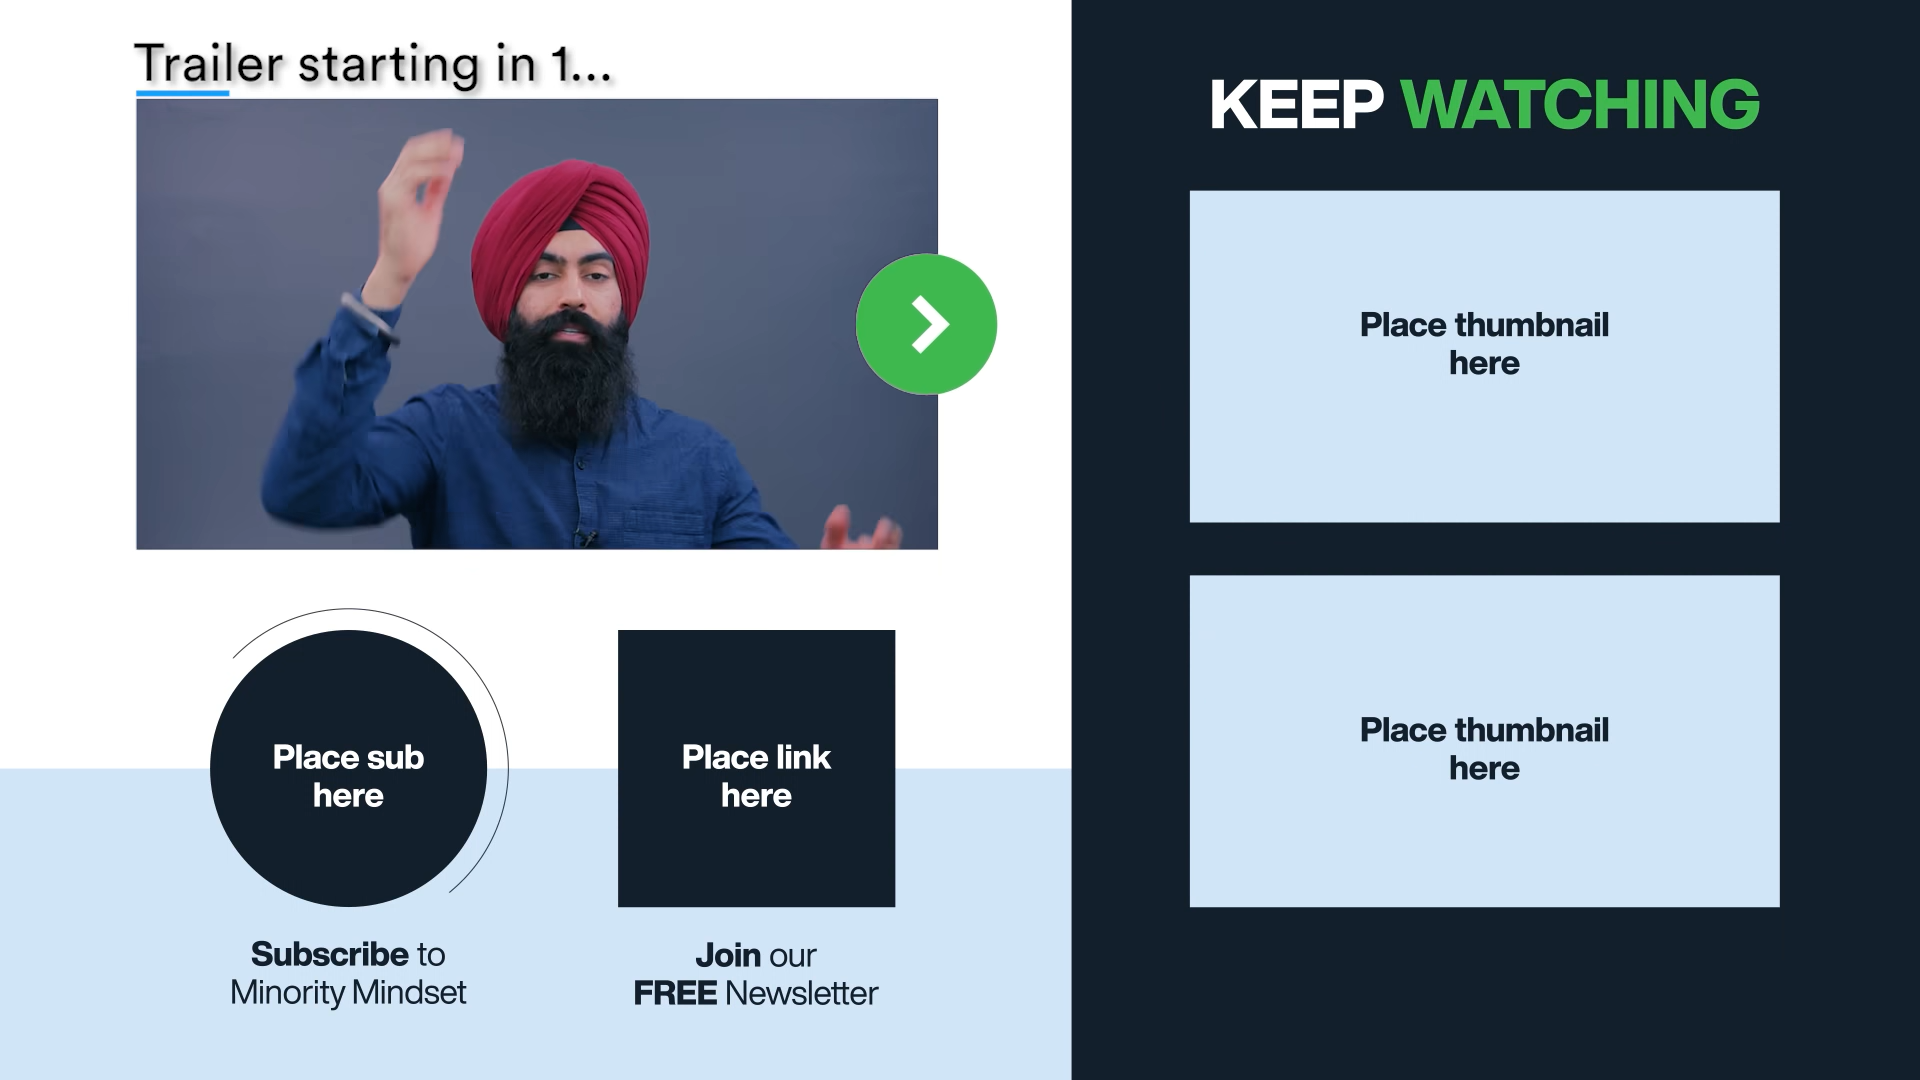 Trailer starting in 1...
KEEP WATCHING
Place thumbnail
here
Place thumbnail
here
Place sub
here
Place link
here
Subscribe to
Minority Mindset
Join our
FREE Newsletter